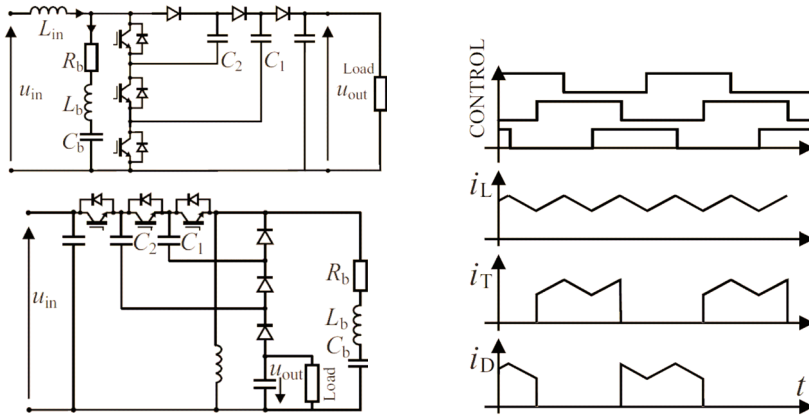 L_in
R_b
C_2
C_1
Load
u_in
L_b
u_out
C_b
C_2
C_1
R_b
u_in
L_b
C_b
u_out
Load
CONTROL
i_L
i_T
i_D
t